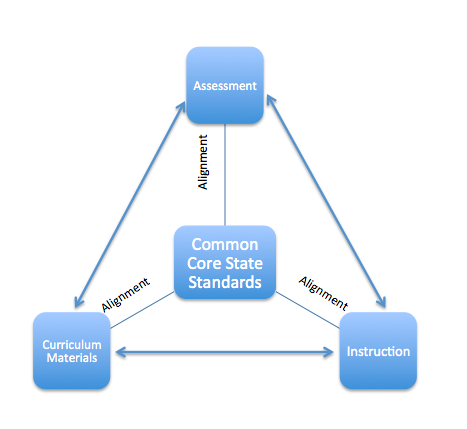 Assessment
Alignment
Common
Core State
Standards
Alignment
Alignment
Curriculum
Materials
Instruction